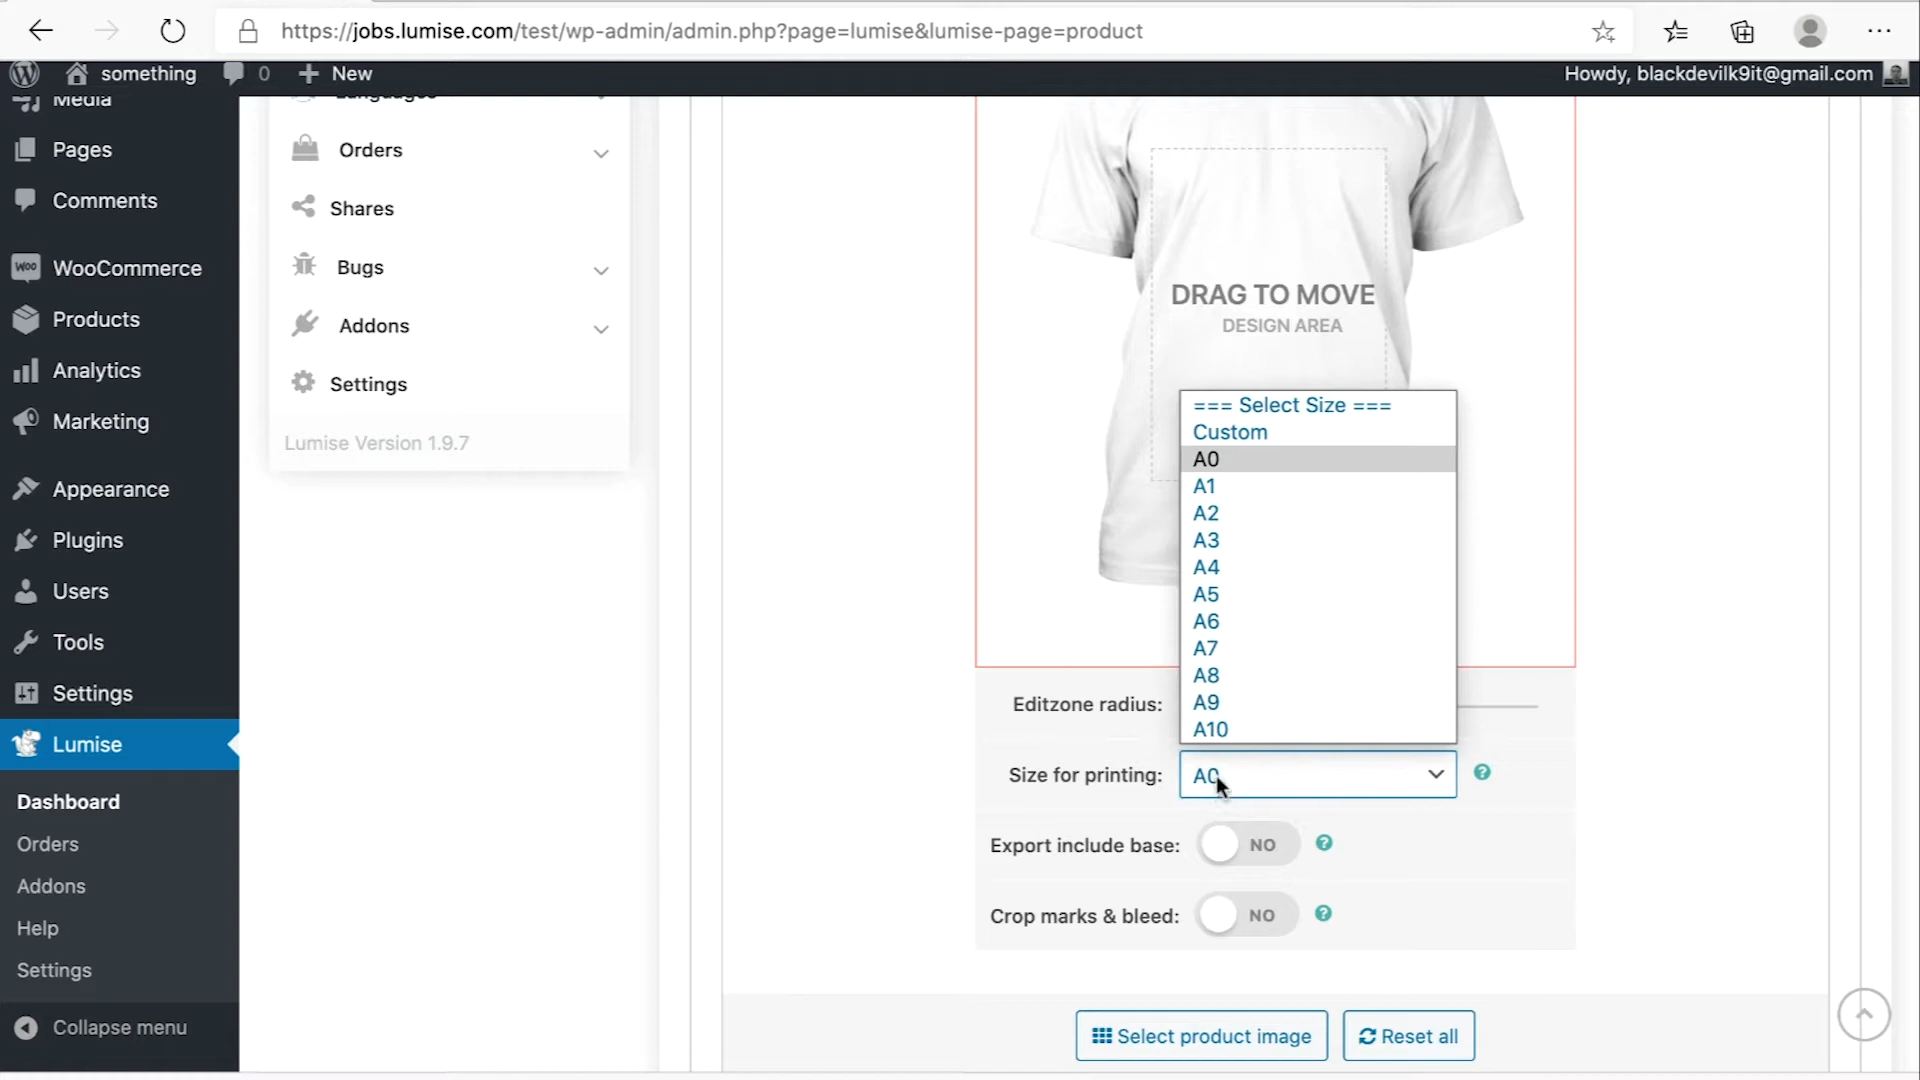 https://jobs.lumise.com/test/wp-admin/admin.php?page=lumise&lumise-page=product
something
0
New
Howdy, blackdevilk9it@gmail.com
Media
Pages
Comments
WooCommerce
Products
Analytics
Marketing
Appearance
Plugins
Users
Tools
Settings
Lumise
Dashboard
Orders
Addons
Help
Settings
Collapse menu
Languages
Orders
Shares
Bugs
Addons
Settings
Lumise Version 1.9.7
DRAG TO MOVE
DESIGN AREA
=== Select Size ===
Custom
A0
A1
A2
A3
A4
A5
A6
A7
A8
A9
A10
Editzone radius:
Size for printing:
A0
?
Export include base:
NO
?
Crop marks & bleed:
NO
?
Select product image
Reset all